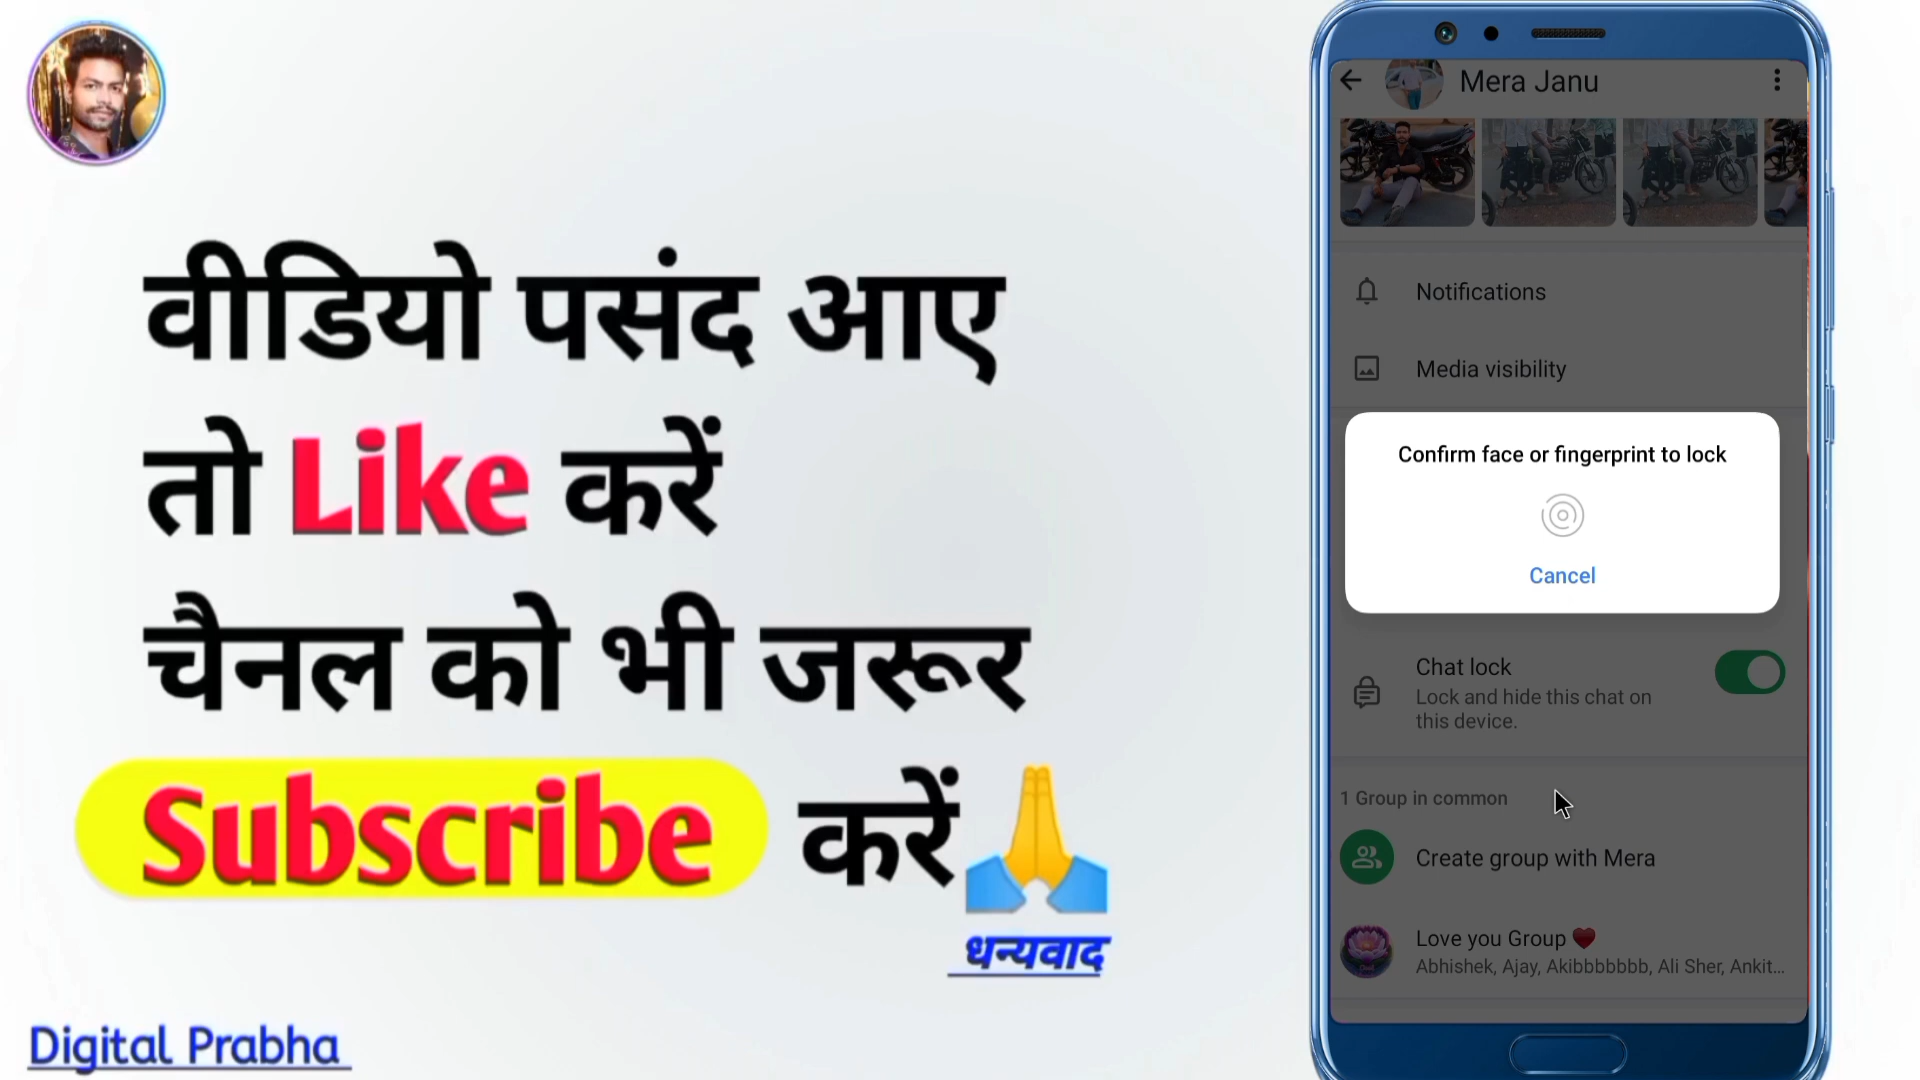 वीडियो पसंद आए
तो Like करें
चैनल को भी जरूर
Subscribe करें🙏
धन्यवाद
Digital Prabha
Mera Janu
Notifications
Media visibility
Confirm face or fingerprint to lock
Cancel
Chat lock
Lock and hide this chat on
this device.
1 Group in common
Create group with Mera
Love you Group ❤️
Abhishek, Ajay, Akibbbbbbb, Ali Sher, Ankit...